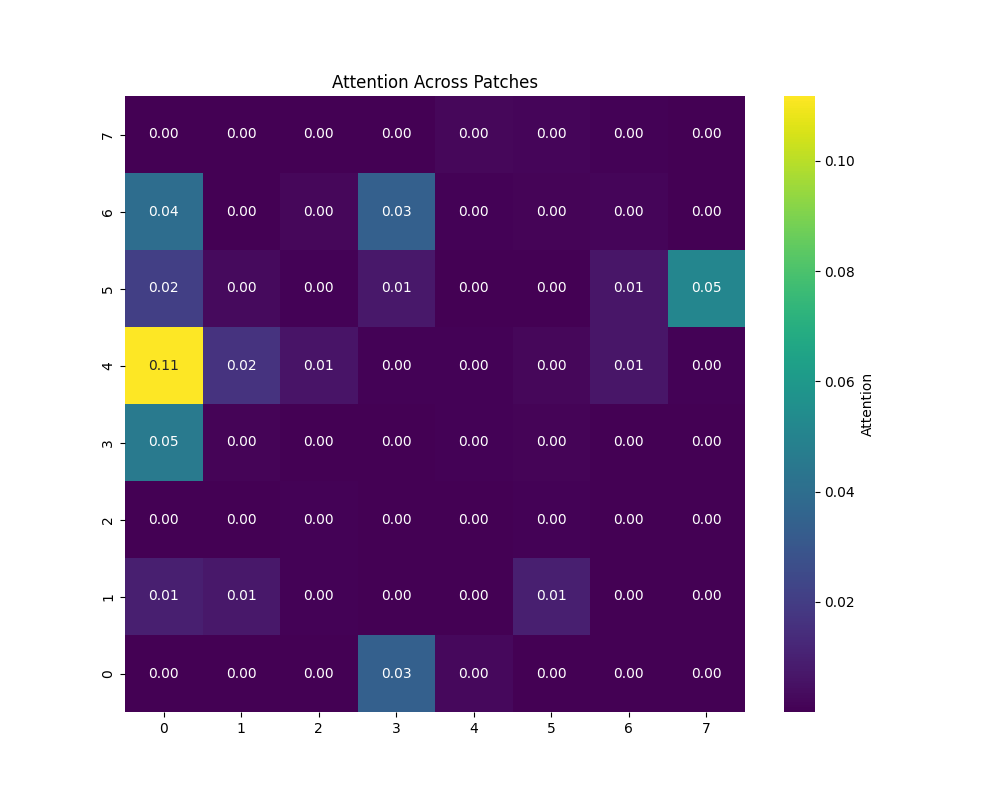 Attention Across Patches
7 0.00 0.00 0.00 0.00 0.00 0.00 0.00 0.00
0.10
6 0.04 0.00 0.00 0.03 0.00 0.00 0.00 0.00
0.08
5 0.02 0.00 0.00 0.01 0.00 0.00 0.01 0.05
4 0.11 0.02 0.01 0.00 0.00 0.00 0.01 0.00
0.06
Attention
3 0.05 0.00 0.00 0.00 0.00 0.00 0.00 0.00
0.04
2 0.00 0.00 0.00 0.00 0.00 0.00 0.00 0.00
1 0.01 0.01 0.00 0.00 0.00 0.01 0.00 0.00
0.02
0 0.00 0.00 0.00 0.03 0.00 0.00 0.00 0.00
0 1 2 3 4 5 6 7